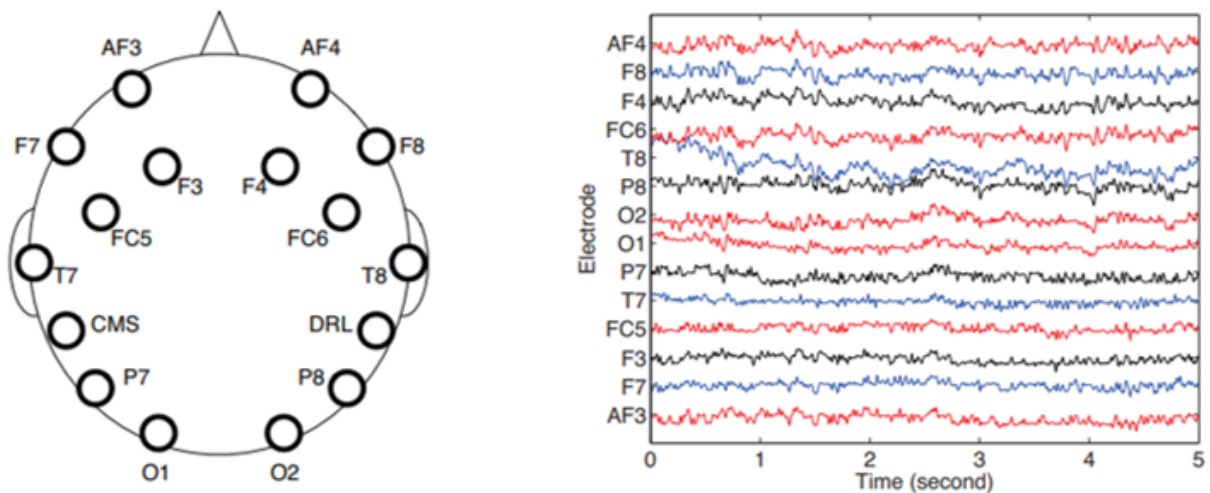 AF3 AF4
F7 F8
F3 F4
FC5 FC6
T7 T8
CMS DRL
P7 P8
O1 O2
AF4
F8
F4
FC6
T8
P8
O2
O1
P7
T7
FC5
F3
F7
AF3
Electrode
0 1 2 3 4 5
Time (second)